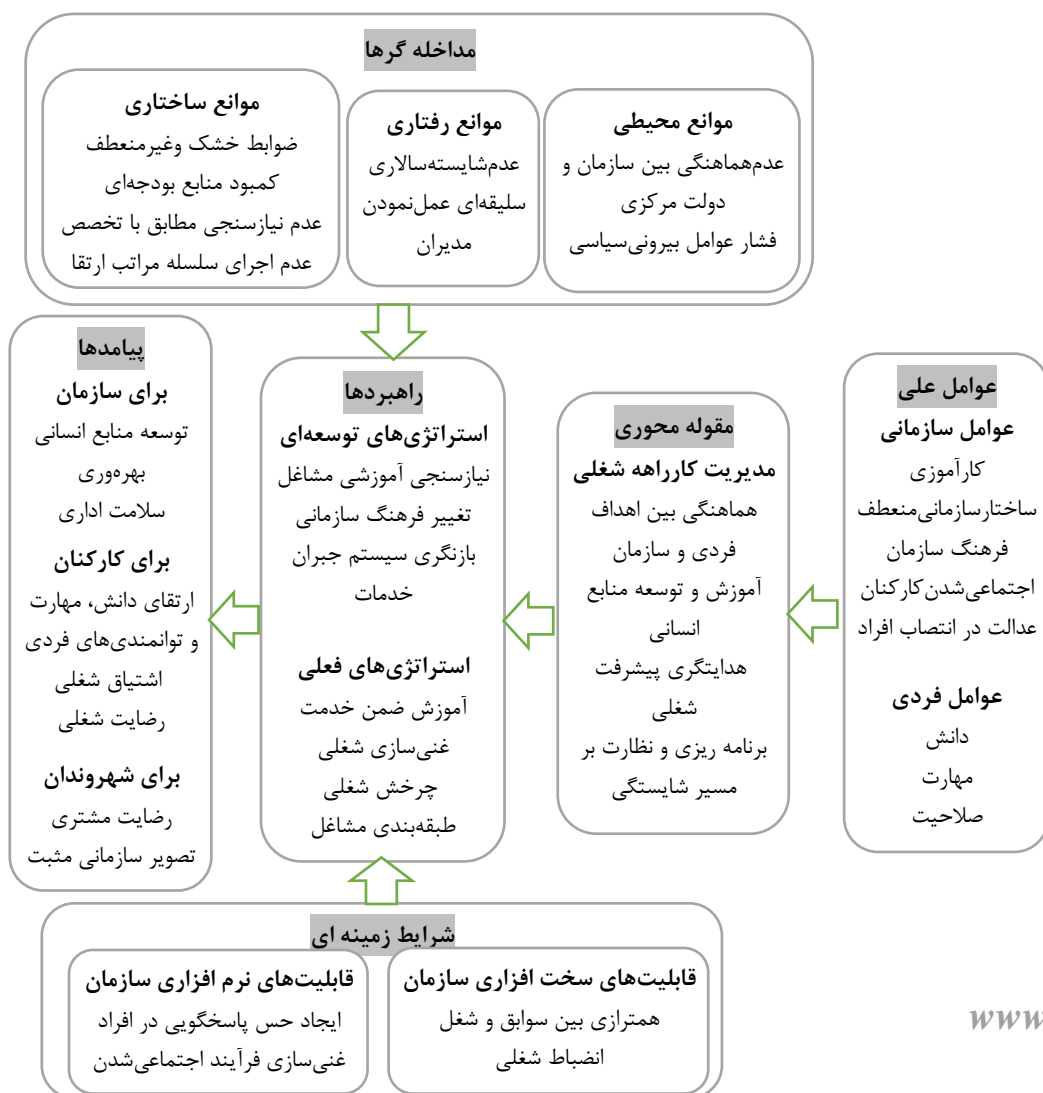 مداخله گرها
موانع محیطی
عدم‌هماهنگی بین سازمان و
دولت مرکزی
فشار عوامل بیرونی‌سیاسی
موانع رفتاری
عدم‌شایسته‌سالاری
سلیقه‌ای عمل‌نمودن
مدیران
موانع ساختاری
ضوابط خشک وغیرمنعطف
کمبود منابع بودجه‌ای
عدم نیازسنجی مطابق با تخصص
عدم اجرای سلسله مراتب ارتقا
عوامل علی
عوامل سازمانی
کارآموزی
ساختارسازمانی‌منعطف
فرهنگ سازمان
اجتماعی‌شدن‌کارکنان
عدالت در انتصاب افراد
عوامل فردی
دانش
مهارت
صلاحیت
مقوله محوری
مدیریت کارراهه شغلی
هماهنگی بین اهداف
فردی و سازمان
آموزش و توسعه منابع
انسانی
هدایتگری پیشرفت
شغلی
برنامه ریزی و نظارت بر
مسیر شایستگی
راهبردها
استراتژی‌های توسعه‌ای
نیازسنجی آموزشی مشاغل
تغییر فرهنگ سازمانی
بازنگری سیستم جبران
خدمات
استراتژی‌های فعلی
آموزش ضمن خدمت
غنی‌سازی شغلی
چرخش شغلی
طبقه‌بندی مشاغل
پیامدها
برای سازمان
توسعه منابع انسانی
بهره‌وری
سلامت اداری
برای کارکنان
ارتقای دانش، مهارت
و توانمندی‌های فردی
اشتیاق شغلی
رضایت شغلی
برای شهروندان
رضایت مشتری
تصویر سازمانی مثبت
شرایط زمینه ای
قابلیت‌های سخت افزاری سازمان
همترازی بین سوابق و شغل
انضباط شغلی
قابلیت‌های نرم افزاری سازمان
ایجاد حس پاسخگویی در افراد
غنی‌سازی فرآیند اجتماعی‌شدن
www